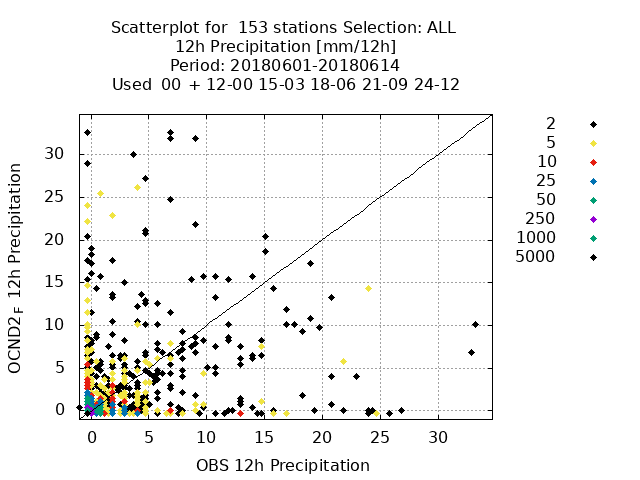 Scatterplot for  153 stations Selection: ALL
12h Precipitation [mm/12h]
Period: 20180601-20180614
Used  00 + 12-00 15-03 18-06 21-09 24-12
2
5
10
25
50
250
1000
5000
30
25
20
15
10
5
0
OCND2F 12h Precipitation
0 5 10 15 20 25 30
OBS 12h Precipitation